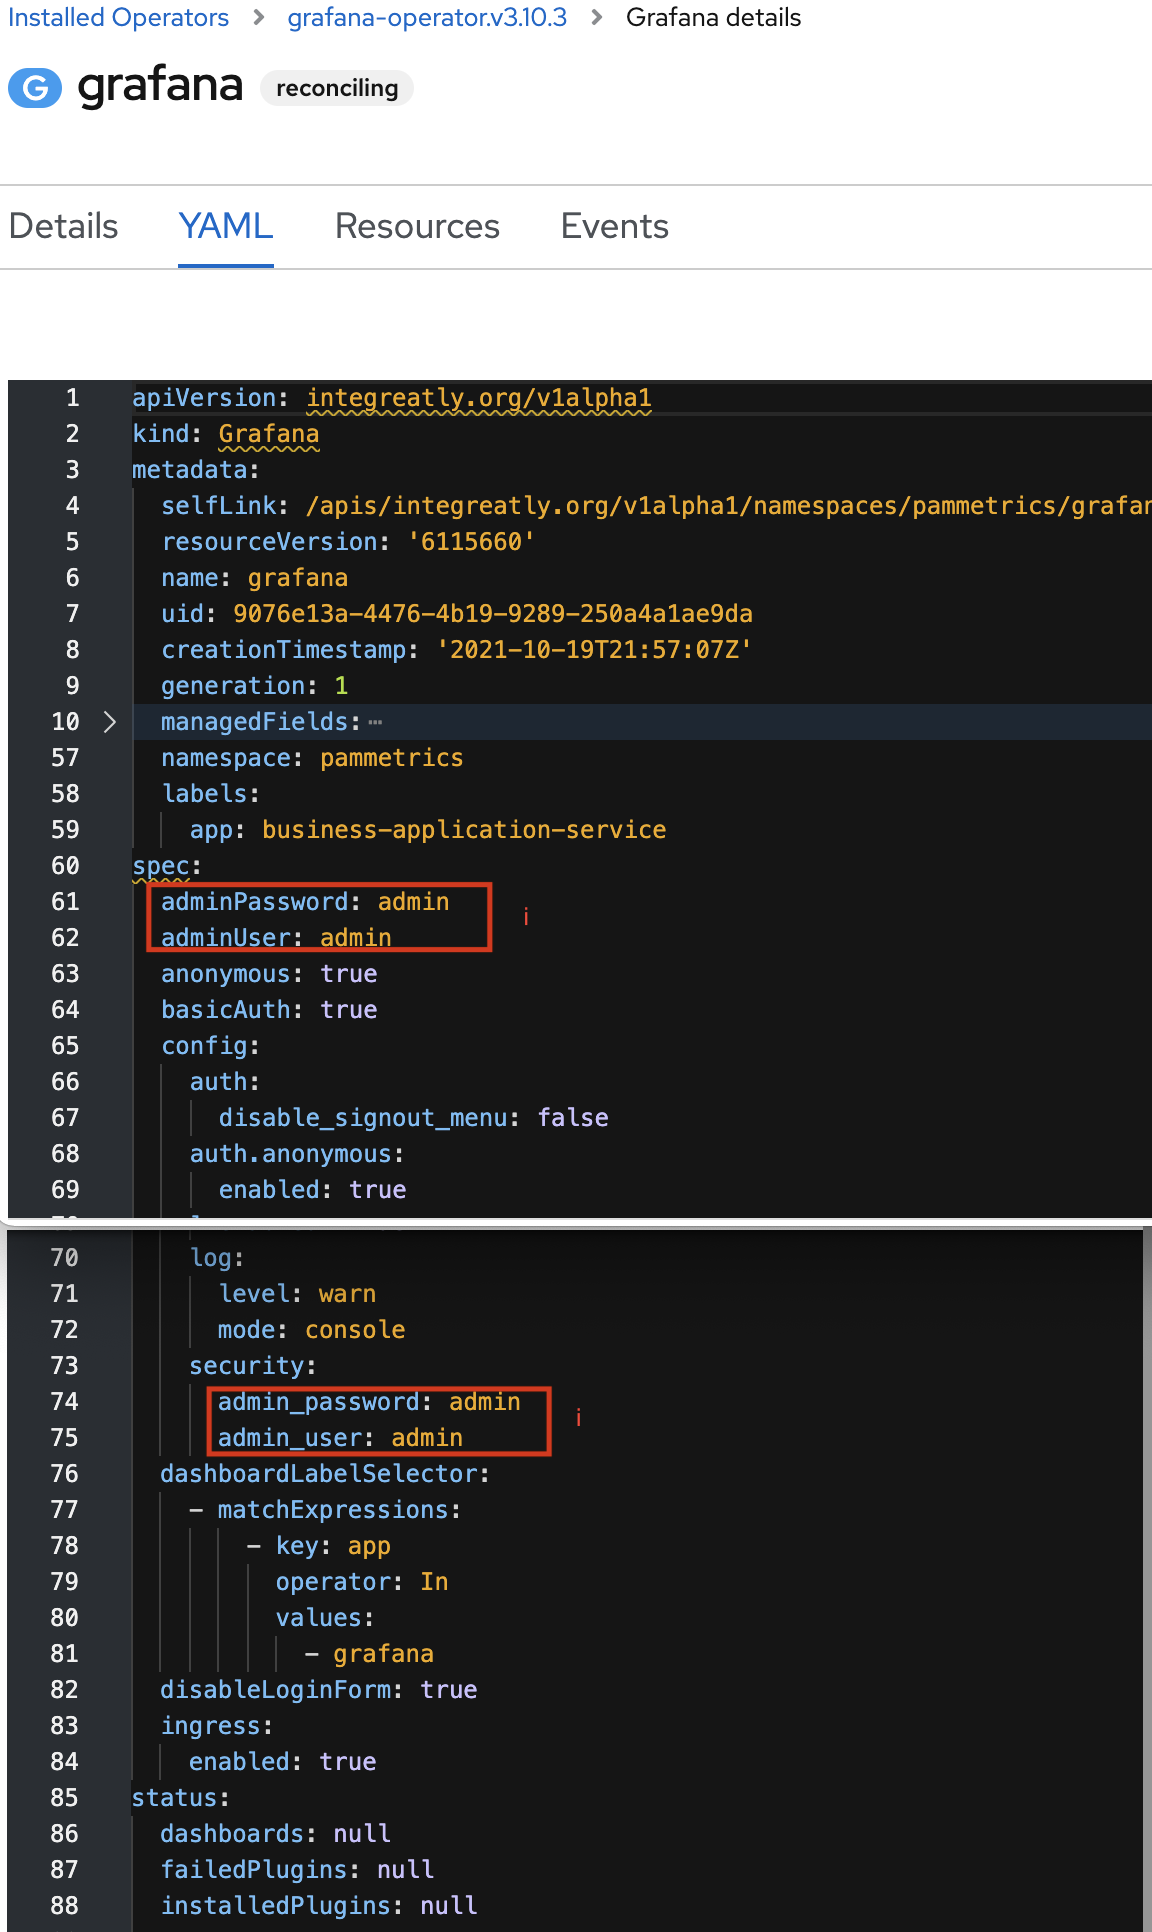 Installed Operators > grafana-operator.v3.10.3 > Grafana details
G grafana reconciling
Details YAML Resources Events
1 apiVersion: integreatly.org/v1alpha1
2 kind: Grafana
3 metadata:
4 selfLink: /apis/integreatly.org/v1alpha1/namespaces/pammetrics/grafan
5 resourceVersion: '6115660'
6 name: grafana
7 uid: 9076e13a-4476-4b19-9289-250a4a1ae9da
8 creationTimestamp: '2021-10-19T21:57:07Z'
9 generation: 1
10 > managedFields: ⋯
57 namespace: pammetrics
58 labels:
59 app: business-application-service
60 spec:
61 adminPassword: admin
i
62 adminUser: admin
63 anonymous: true
64 basicAuth: true
65 config:
66 auth:
67 disable_signout_menu: false
68 auth.anonymous:
69 enabled: true
70 log:
71 level: warn
72 mode: console
73 security:
74 admin_password: admin
i
75 admin_user: admin
76 dashboardLabelSelector:
77 - matchExpressions:
78 - key: app
79 operator: In
80 values:
81 - grafana
82 disableLoginForm: true
83 ingress:
84 enabled: true
85 status:
86 dashboards: null
87 failedPlugins: null
88 installedPlugins: null